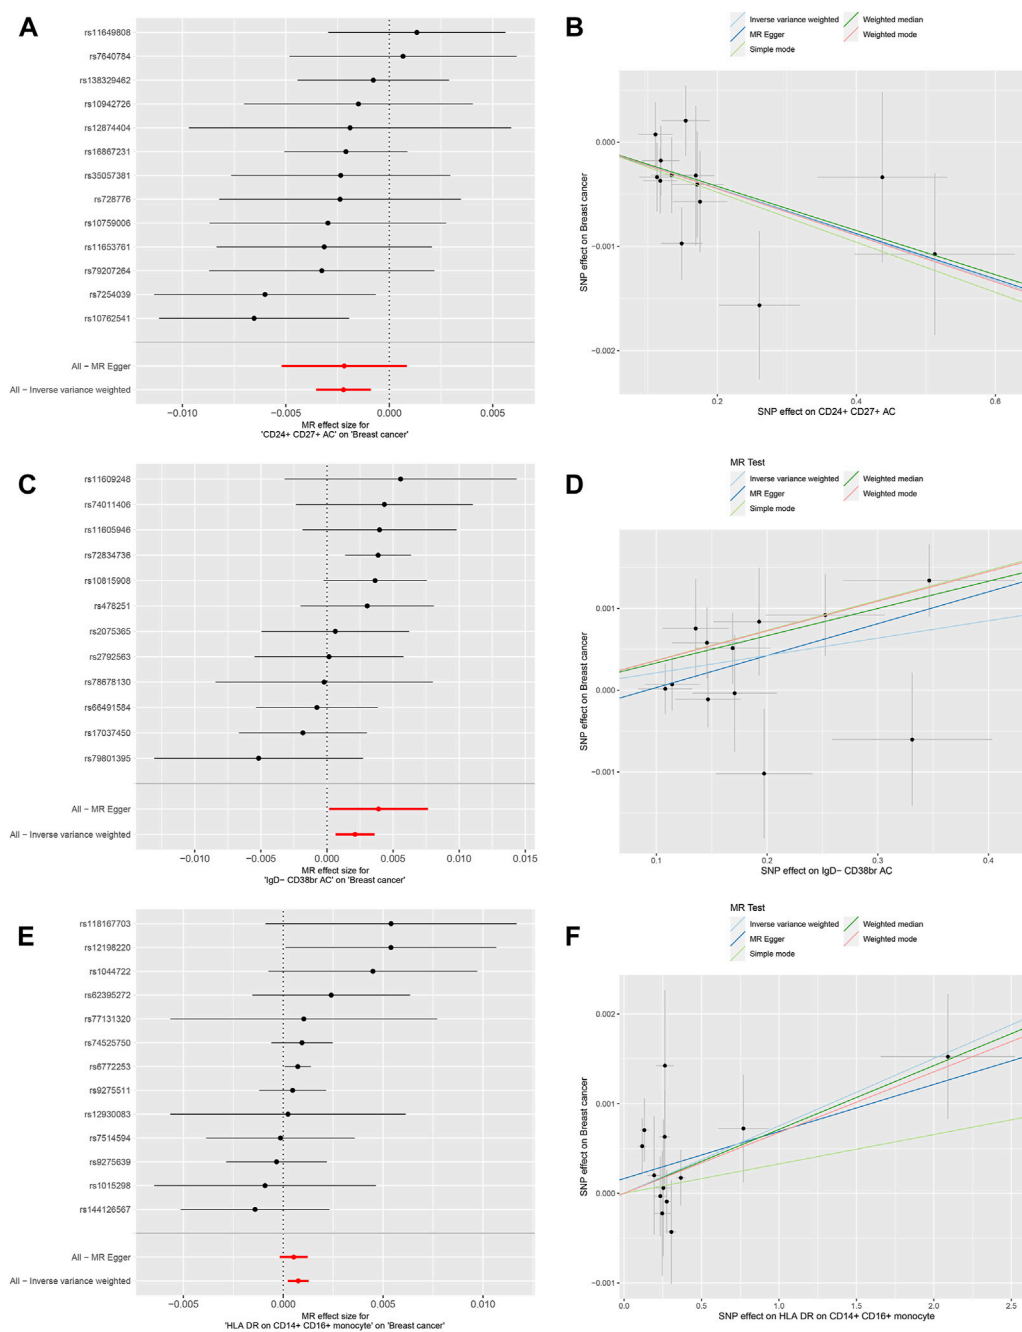 A
rs11649808
rs7640764
rs138329462
rs10942726
rs12874404
rs16867231
rs35057381
rs728776
rs10759006
rs11653761
rs79207264
rs7254039
rs10762541
All − MR Egger
All − Inverse variance weighted
−0.010 −0.005 0.000 0.005
MR effect size for
'CD24+ CD27+ AC' on 'Breast cancer'
B
Inverse variance weighted Weighted median
MR Egger Weighted mode
Simple mode
SNP effect on Breast cancer
0.000
−0.001
−0.002
0.2 0.4 0.6
SNP effect on CD24+ CD27+ AC
C
rs11609248
rs74011406
rs11605946
rs72834736
rs10815908
rs478251
rs2075365
rs2792563
rs78678130
rs66491584
rs17037450
rs79801395
All − MR Egger
All − Inverse variance weighted
−0.010 −0.005 0.000 0.005 0.010 0.015
MR effect size for
'IgD− CD38br AC' on 'Breast cancer'
D
MR Test
Inverse variance weighted Weighted median
MR Egger Weighted mode
Simple mode
SNP effect on Breast cancer
0.001
0.000
−0.001
0.1 0.2 0.3 0.4
SNP effect on IgD− CD38br AC
E
rs118167703
rs12198220
rs1044722
rs62395272
rs77131320
rs74525750
rs6772253
rs9275511
rs12930083
rs7514594
rs9275639
rs1015298
rs144126567
All − MR Egger
All − Inverse variance weighted
−0.005 0.000 0.005 0.010
MR effect size for
'HLA DR on CD14+ CD16+ monocyte' on 'Breast cancer'
F
MR Test
Inverse variance weighted Weighted median
MR Egger Weighted mode
Simple mode
SNP effect on Breast cancer
0.002
0.001
0.000
−0.001
0.0 0.5 1.0 1.5 2.0 2.5
SNP effect on HLA DR on CD14+ CD16+ monocyte